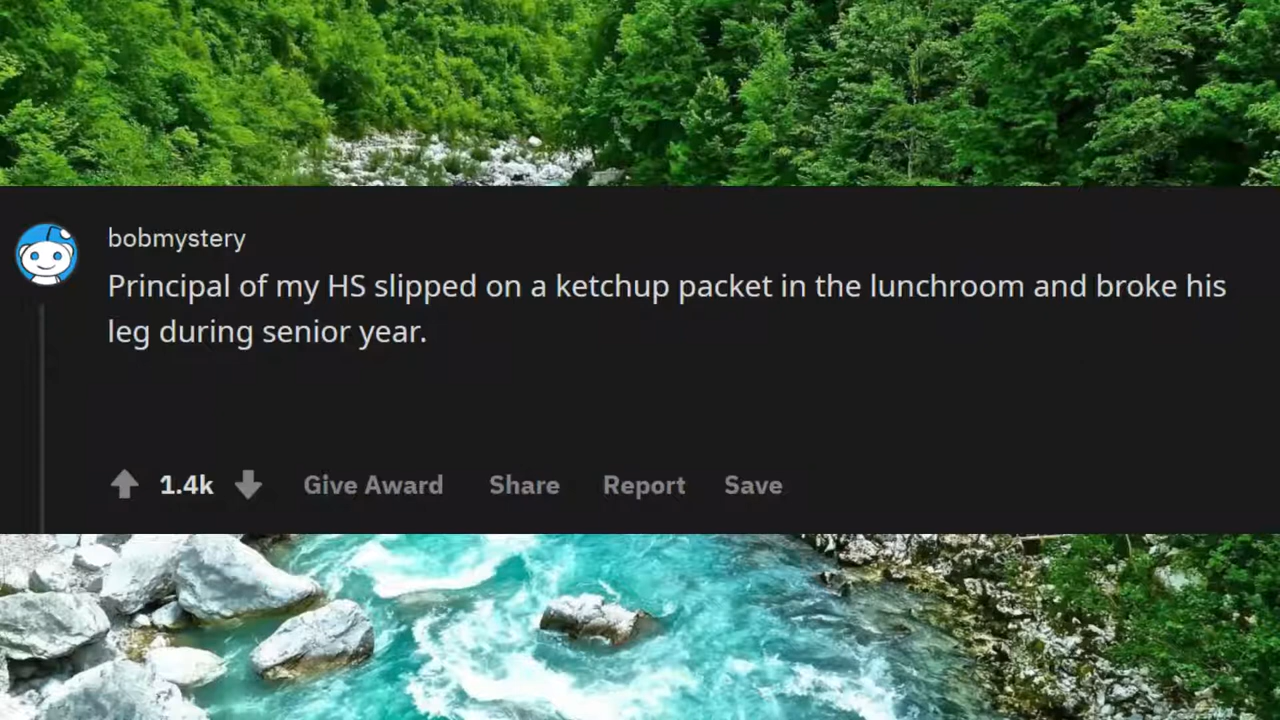 bobmystery
Principal of my HS slipped on a ketchup packet in the lunchroom and broke his
leg during senior year.
1.4k Give Award Share Report Save